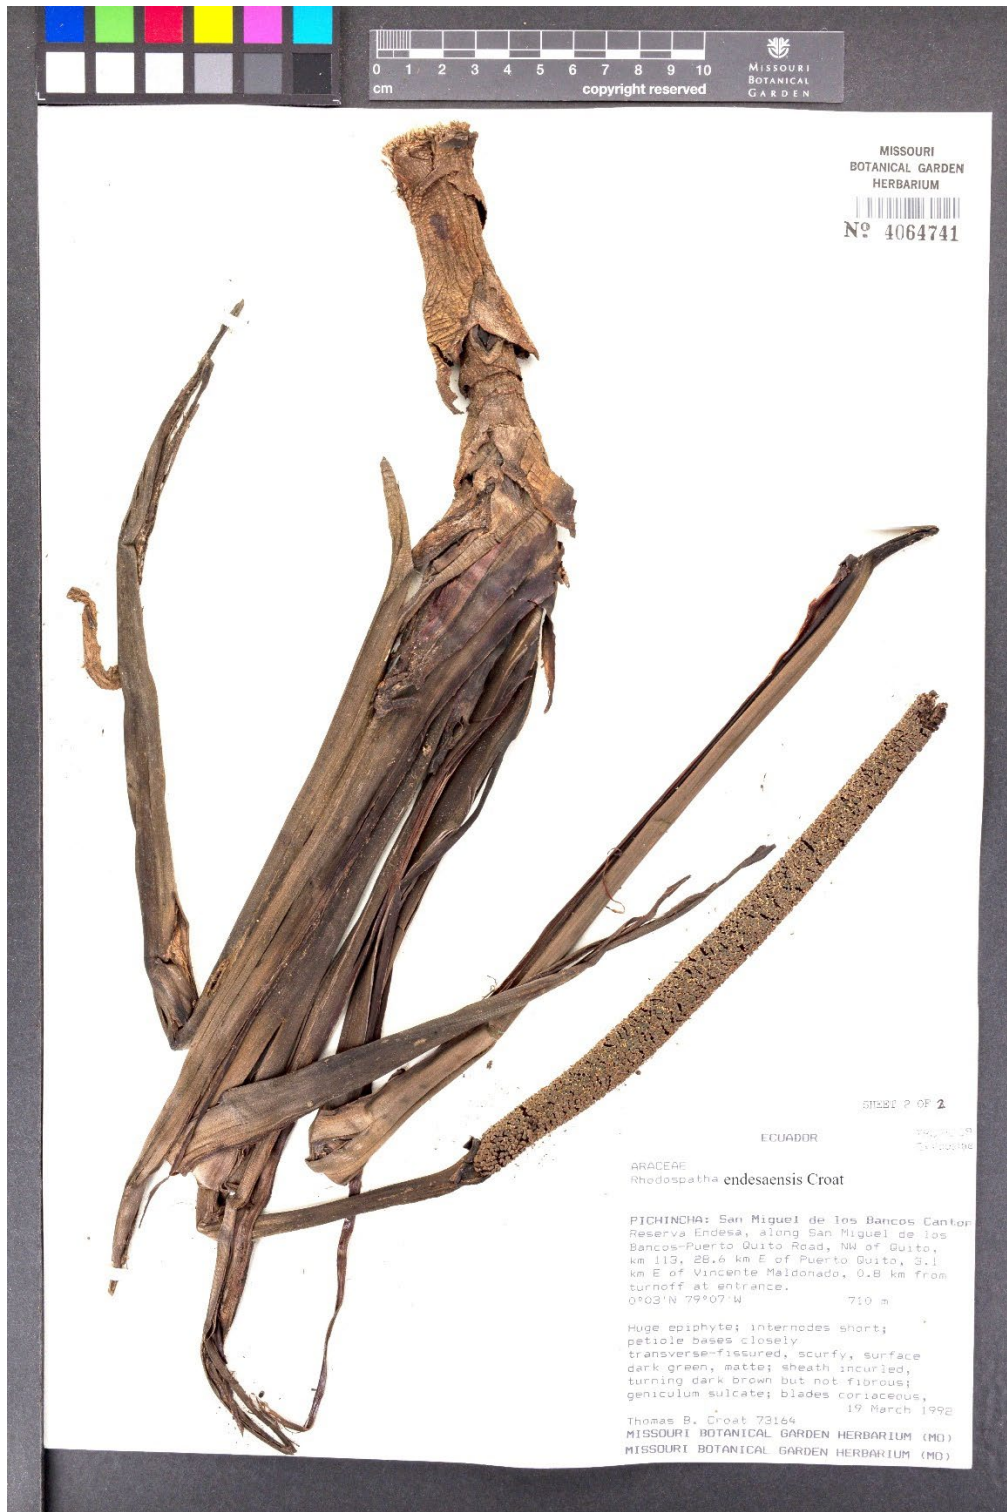 0 1 2 3 4 5 6 7 8 9 10
cm copyright reserved
MISSOURI
BOTANICAL
GARDEN
MISSOURI
BOTANICAL GARDEN
HERBARIUM
No 4064741
SHEET 2 OF 2
ECUADOR
ARACEAE
Rhodospatha endesaensis Croat
PICHINCHA: San Miguel de los Bancos Canton
Reserva Endesa, along San Miguel de los
Bancos-Puerto Quito Road, NW of Quito,
km 113, 28.6 km E of Puerto Quito, 3.1
km E of Vincente Maldonado, 0.8 km from
turnoff at entrance.
0°03'N 79°07'W 710 m
Huge epiphyte; internodes short;
petiole bases closely
transverse-fissured, scurfy, surface
dark green, matte; sheath incurled,
turning dark brown but not fibrous;
geniculum sulcate; blades coriaceous,
19 March 1992
Thomas B. Croat 73164
MISSOURI BOTANICAL GARDEN HERBARIUM (MO)
MISSOURI BOTANICAL GARDEN HERBARIUM (MO)